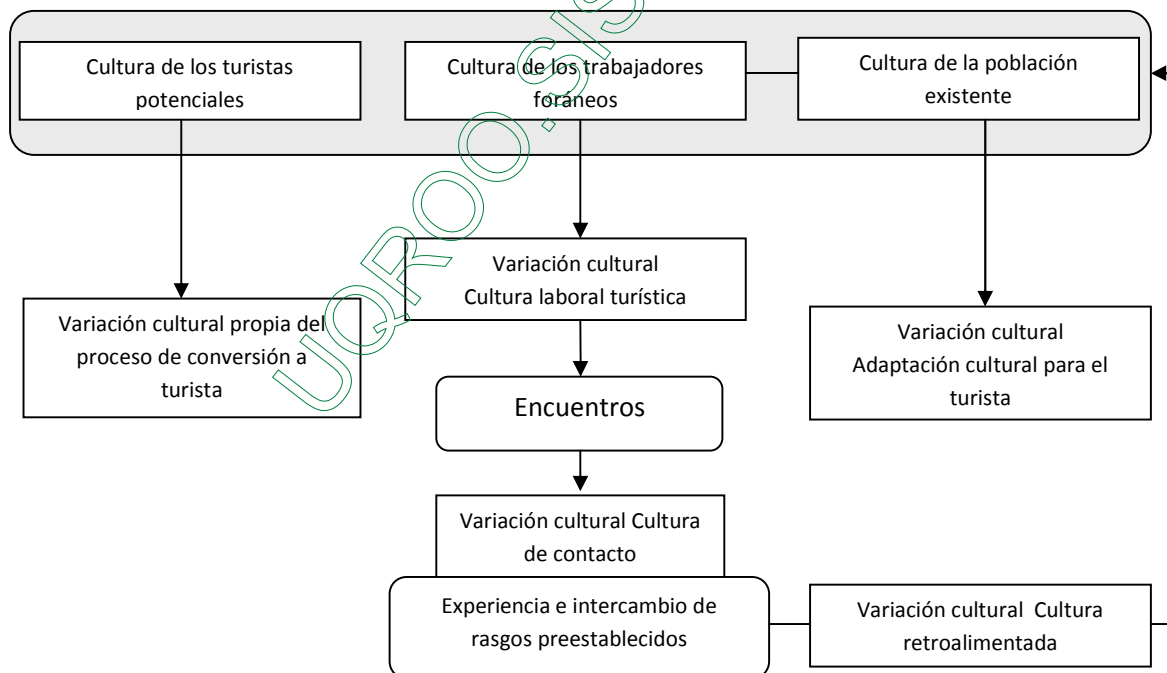 Cultura de los turistas
potenciales
Cultura de los trabajadores
foráneos
Cultura de la población
existente
Variación cultural
Cultura laboral turística
Variación cultural propia del
proceso de conversión a
turista
Variación cultural
Adaptación cultural para el
turista
Encuentros
Variación cultural Cultura
de contacto
Experiencia e intercambio de
rasgos preestablecidos
Variación cultural  Cultura
retroalimentada
UQROO.SIS